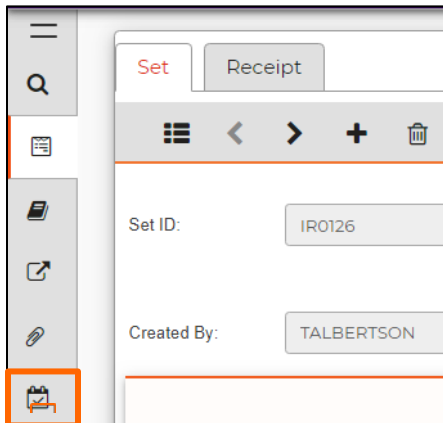 Set
Receipt
Set ID:
IR0126
Created By:
TALBERTSON